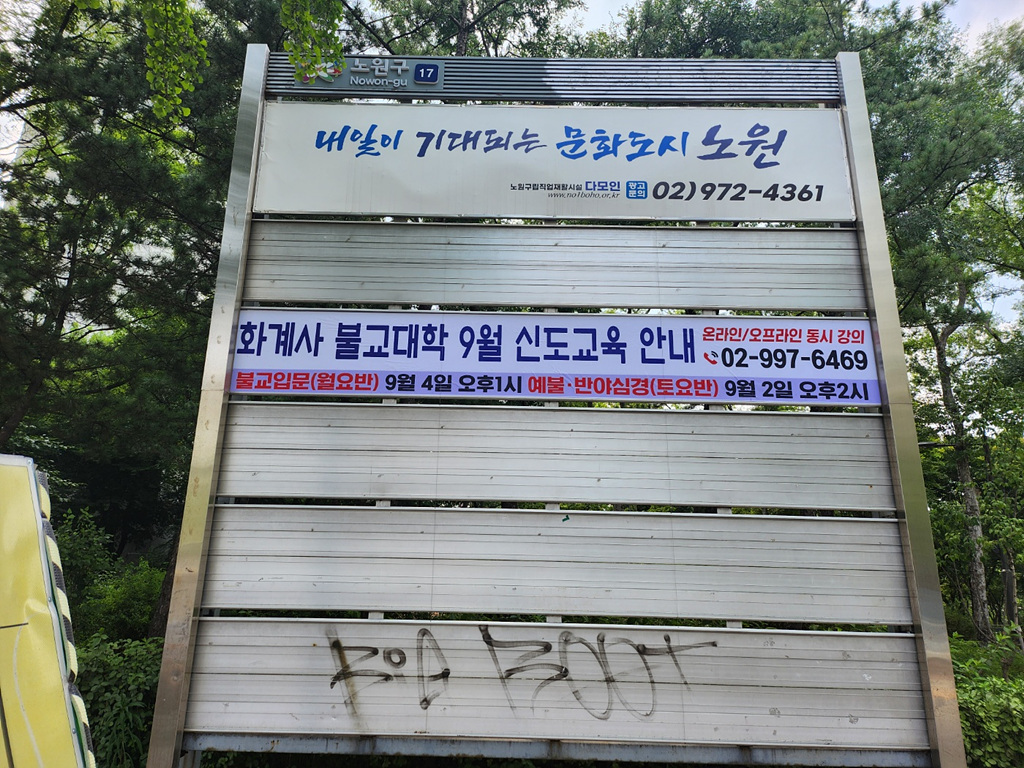 노원구 17
Nowon-gu
내일이 기대되는 문화도시 노원
노원구립직업재활시설 다모인 광고문의 02)972-4361
www.no1boho.or.kr
화계사 불교대학 9월 신도교육 안내
온라인/오프라인 동시 강의
02-997-6469
불교입문(월요반) 9월 4일 오후1시 예불·반야심경(토요반) 9월 2일 오후2시